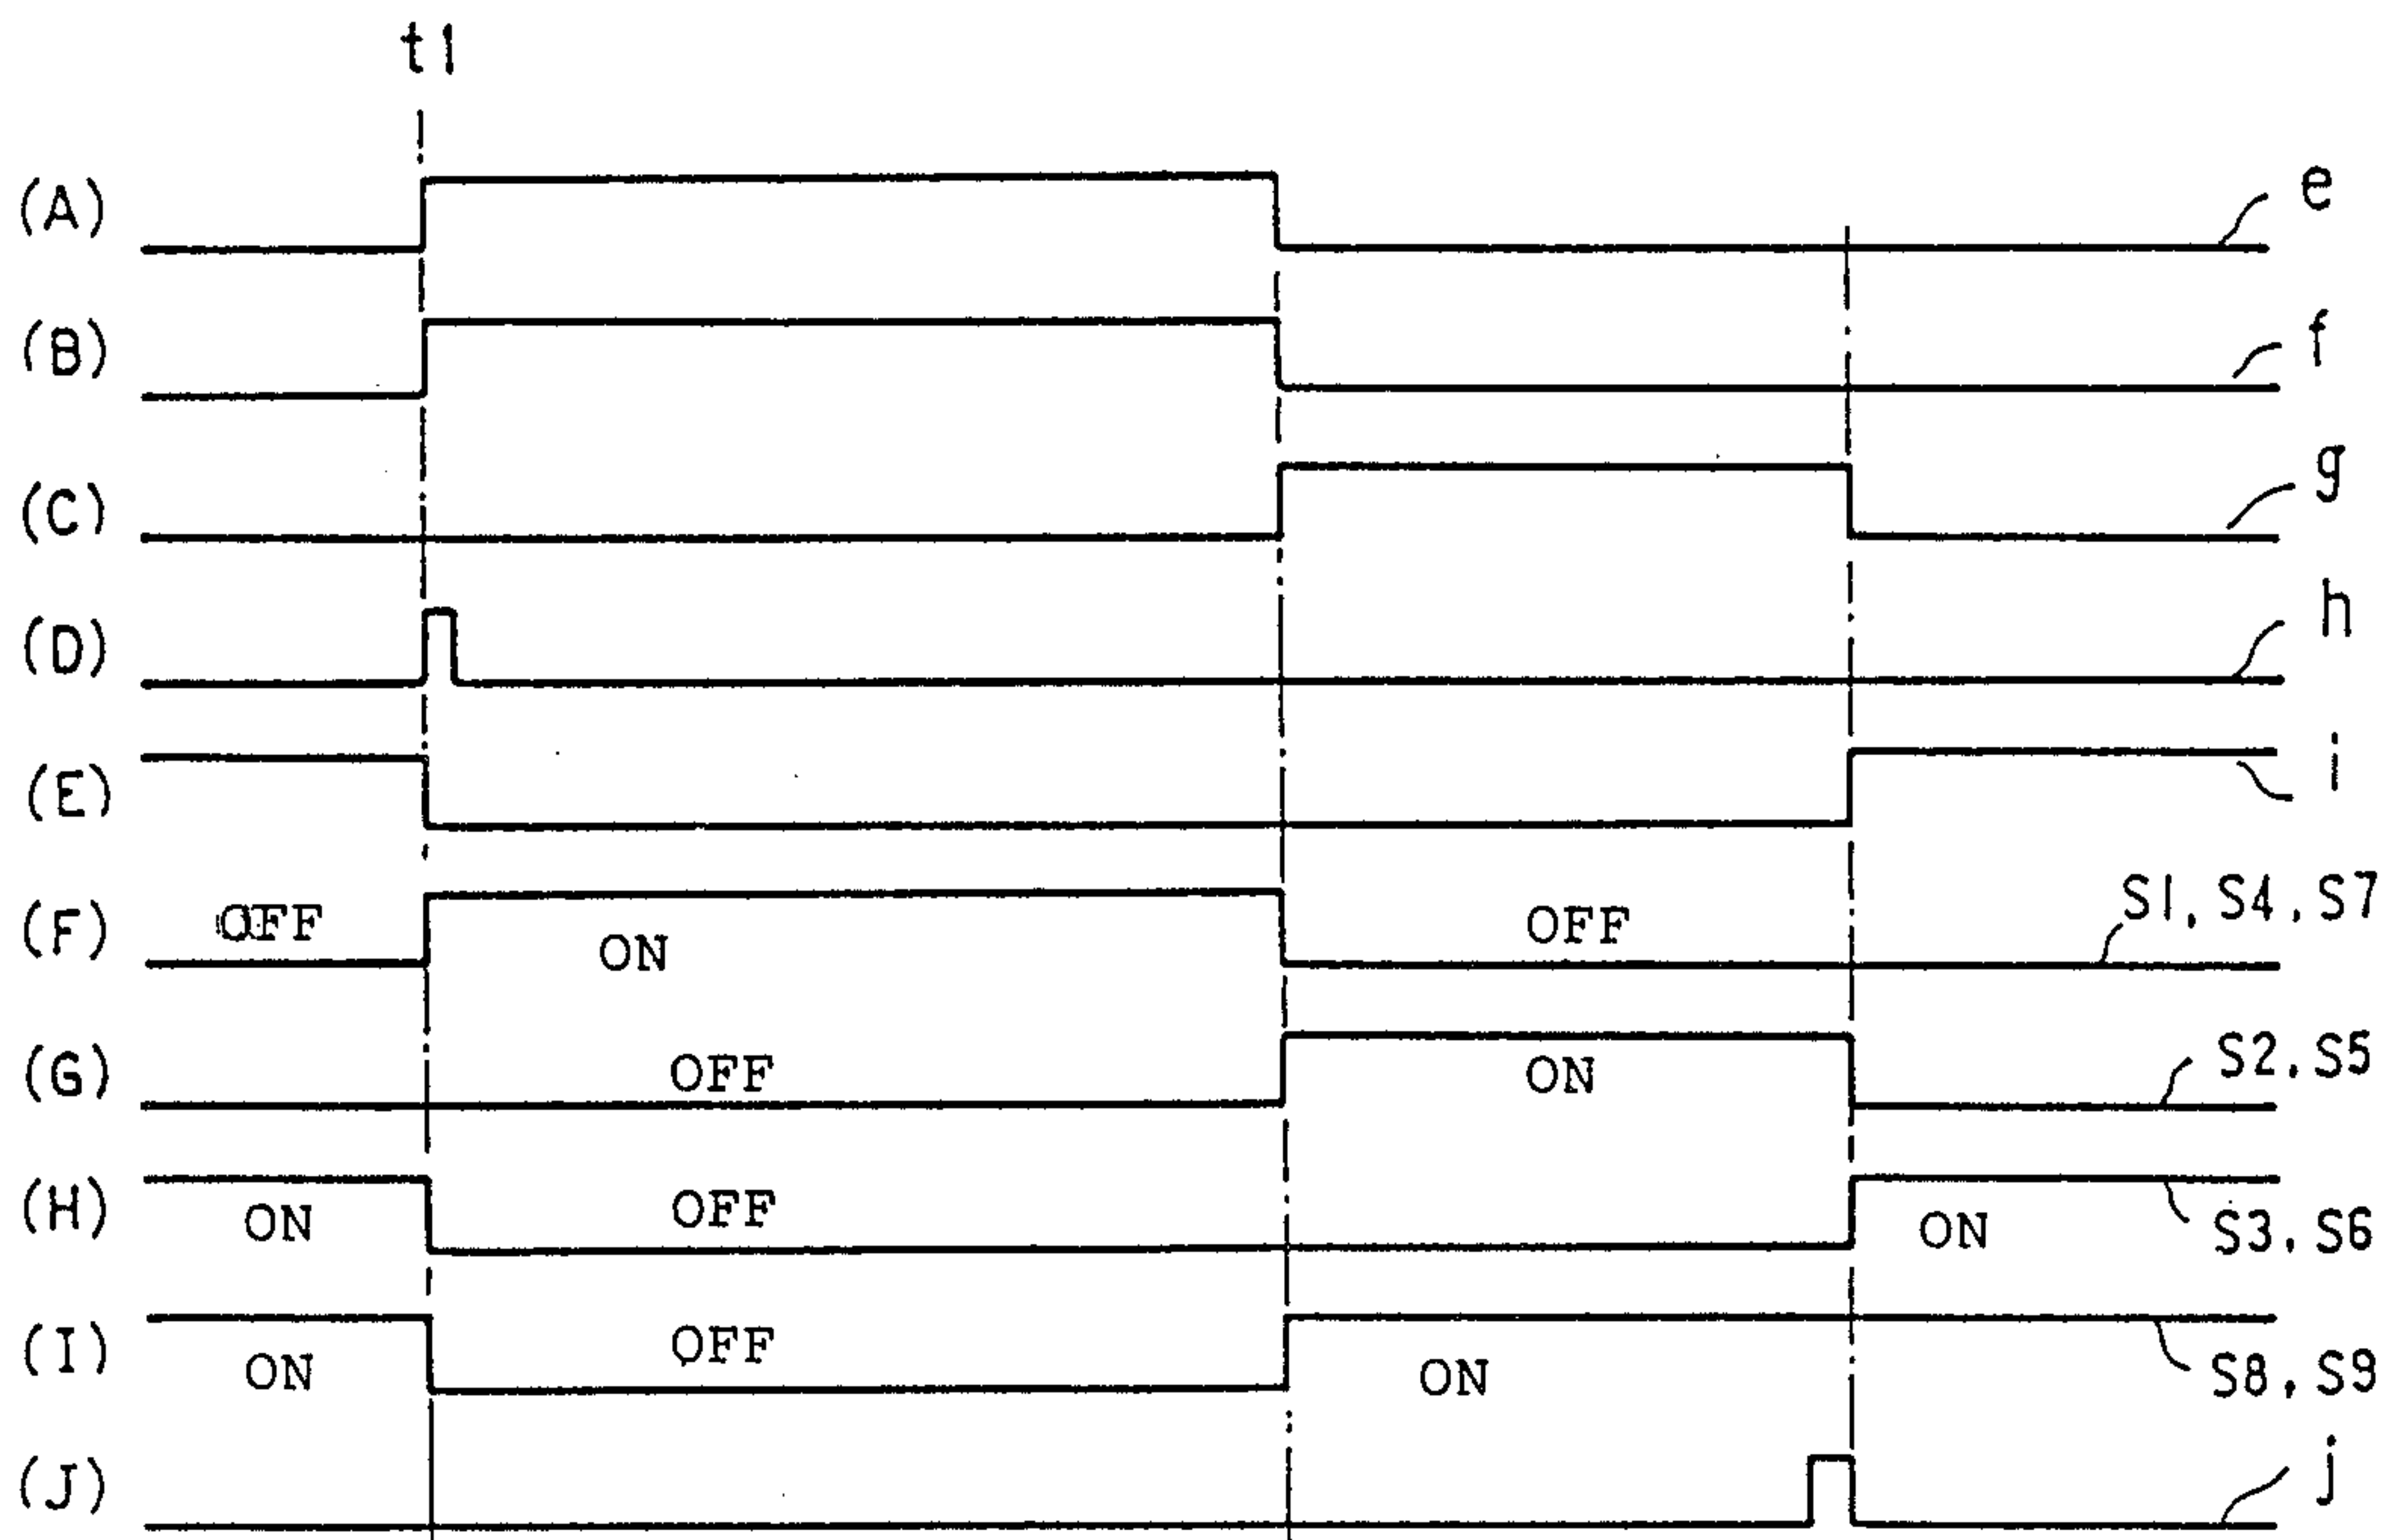 t1
(A) e
(B) f
(C) g
(D) h
(E) i
(F) OFF ON OFF S1, S4, S7
(G) OFF ON S2, S5
(H) ON OFF ON S3, S6
(I) ON OFF ON S8, S9
(J) j